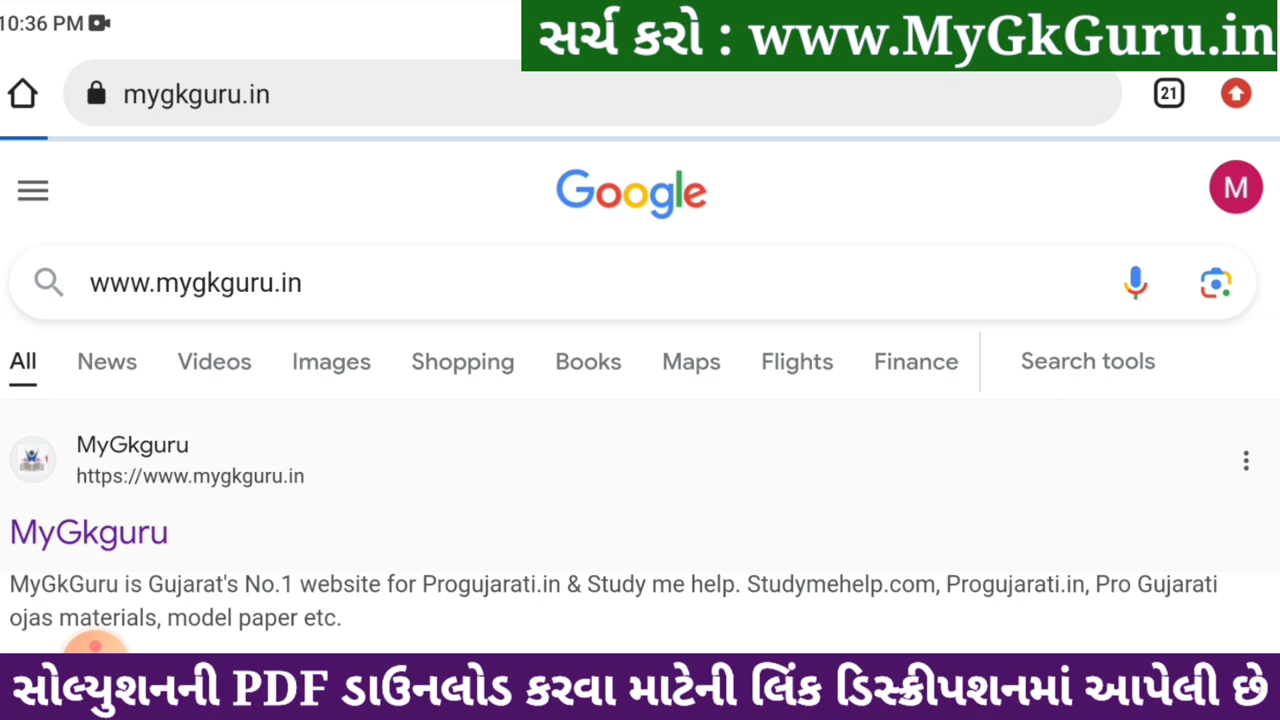 10:36 PM
સર્ચ કરો : www.MyGkGuru.in
mygkguru.in
21
Google
M
www.mygkguru.in
All News Videos Images Shopping Books Maps Flights Finance Search tools
MyGkguru
https://www.mygkguru.in
MyGkguru
MyGkGuru is Gujarat's No.1 website for Progujarati.in & Study me help. Studymehelp.com, Progujarati.in, Pro Gujarati
ojas materials, model paper etc.
સોલ્યુશનની PDF ડાઉનલોડ કરવા માટેની લિંક ડિસ્ક્રીપશનમાં આપેલી છે